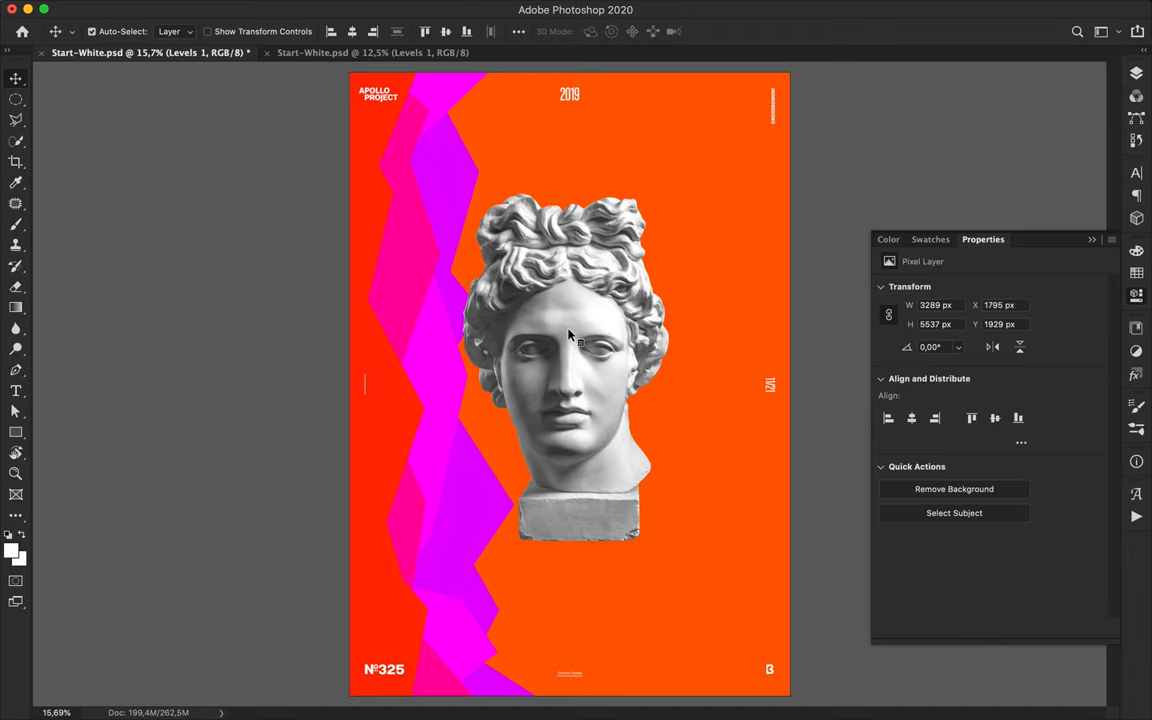 Adobe Photoshop 2020
Auto-Select: Layer Show Transform Controls 3D Mode:
Start-White.psd @ 15,7% (Levels 1, RGB/8) * Start-White.psd @ 12,5% (Levels 1, RGB/8)
APOLLO
PROJECT
2019
11/21
Nº325
B
Color Swatches Properties
Pixel Layer
Transform
W 3289 px X 1795 px
H 5537 px Y 1929 px
0,00°
Align and Distribute
Align:
Quick Actions
Remove Background
Select Subject
15,69% Doc: 199,4M/262,5M